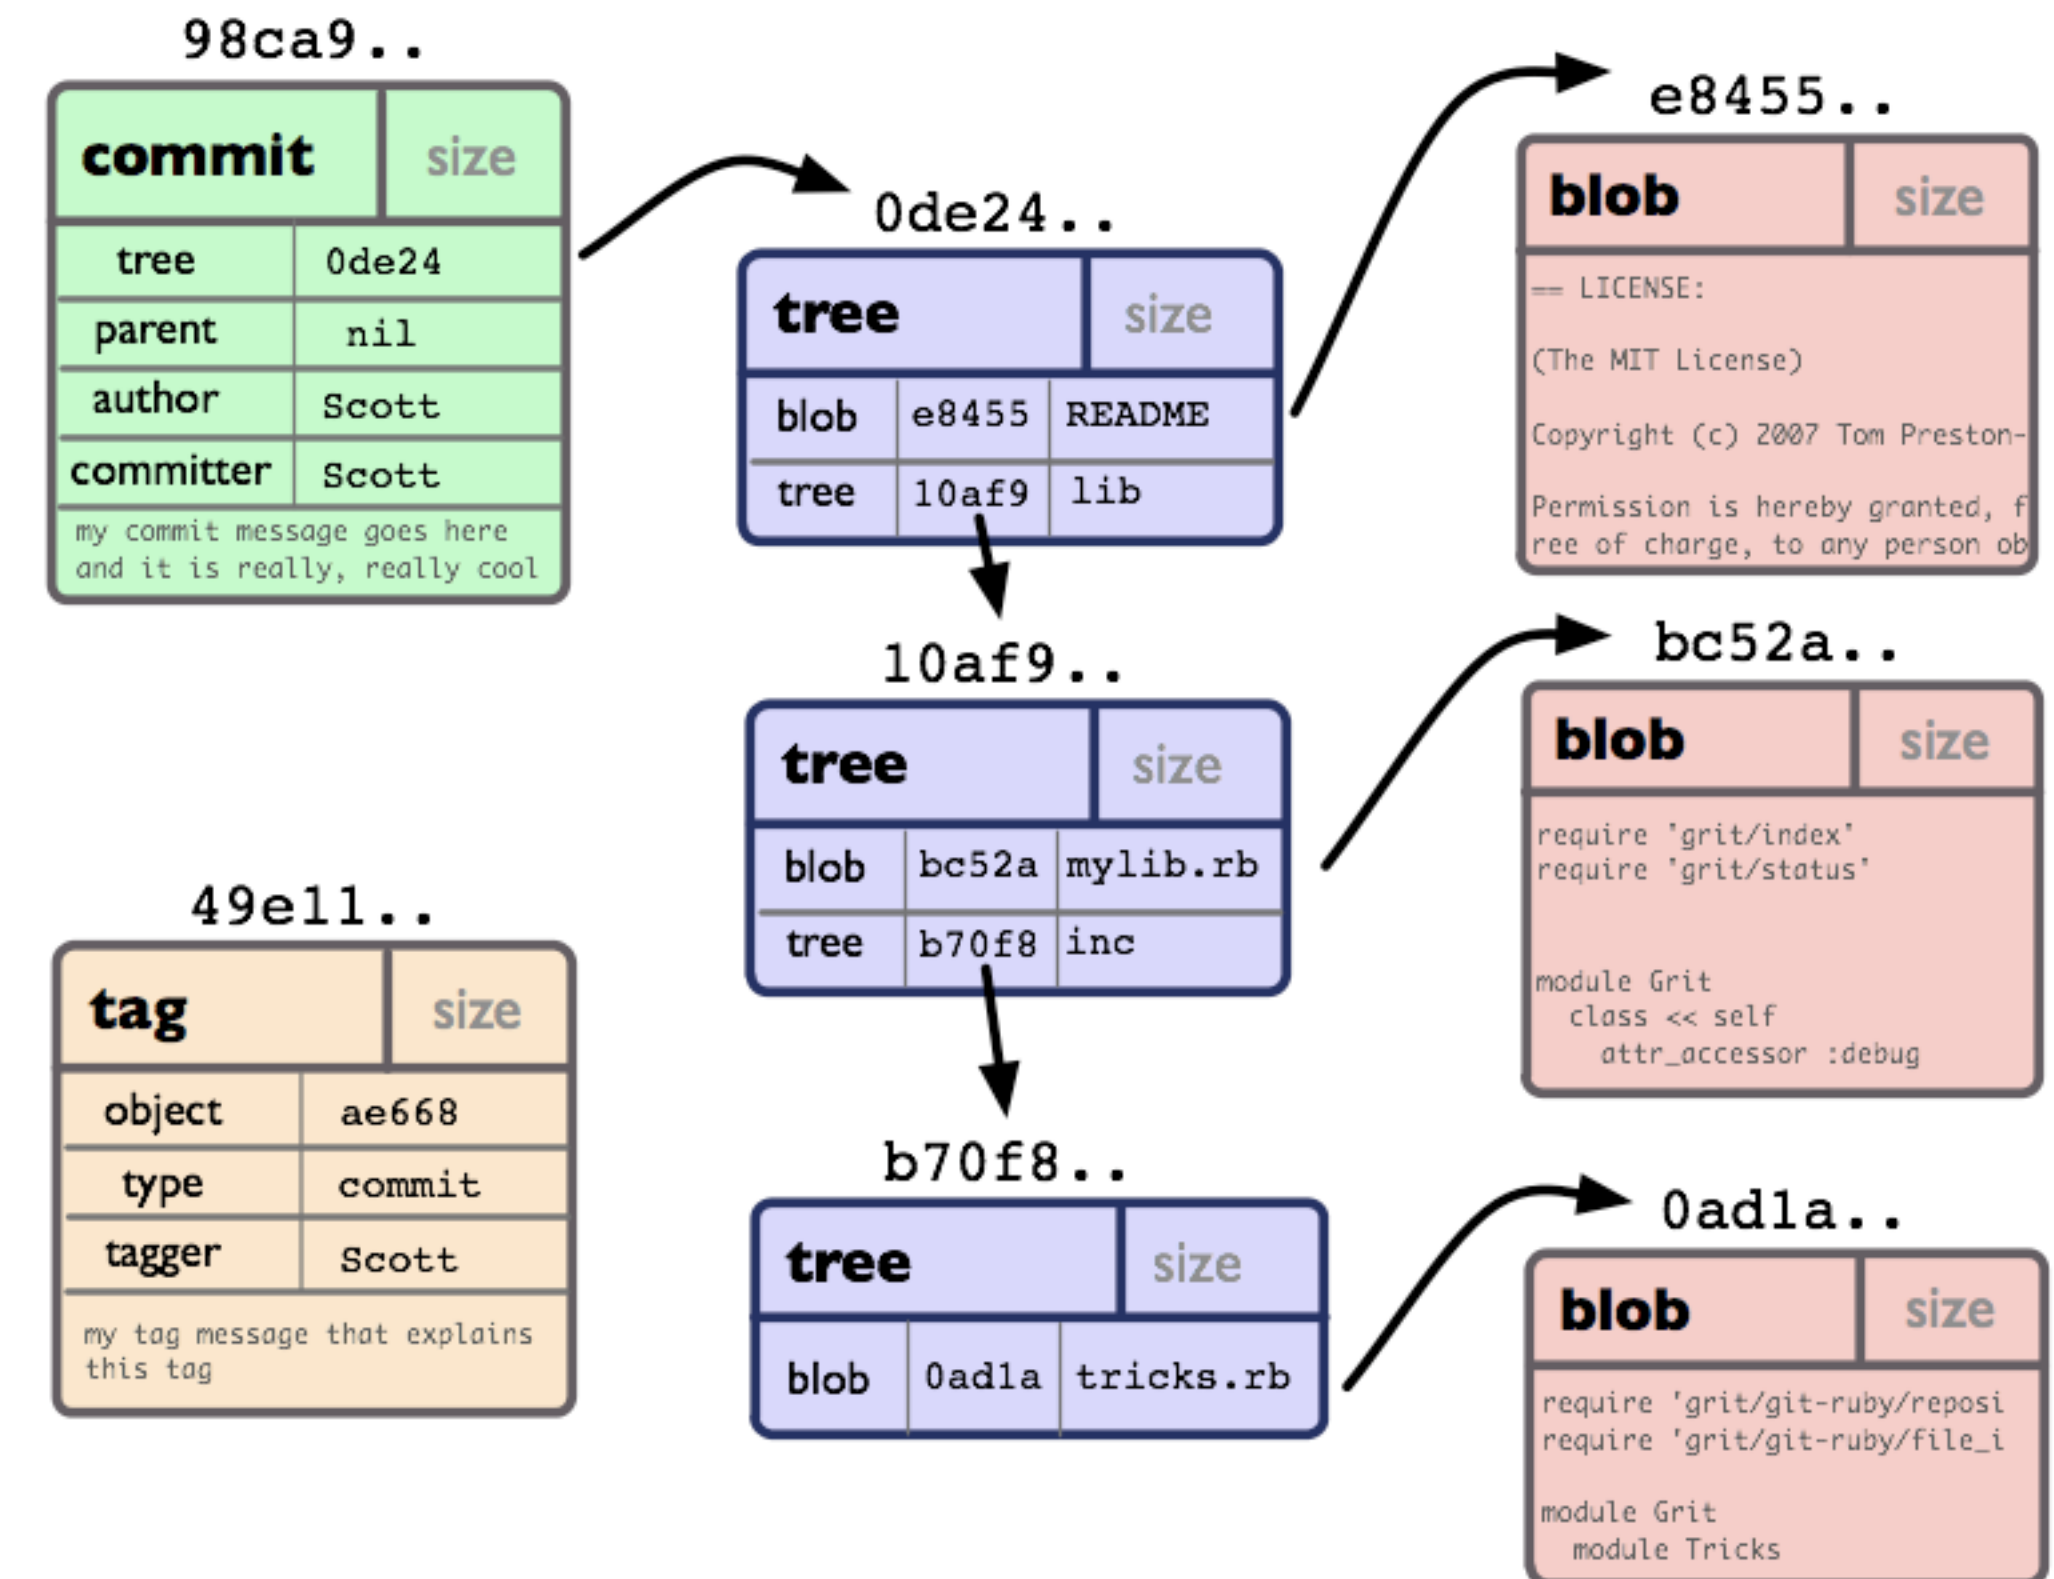 98ca9..
commit size
tree 0de24
parent nil
author Scott
committer Scott
my commit message goes here
and it is really, really cool
49e11..
tag size
object ae668
type commit
tagger Scott
my tag message that explains
this tag
0de24..
tree size
blob e8455 README
tree 10af9 lib
10af9..
tree size
blob bc52a mylib.rb
tree b70f8 inc
b70f8..
tree size
blob 0ad1a tricks.rb
e8455..
blob size
== LICENSE:
(The MIT License)
Copyright (c) 2007 Tom Preston-
Permission is hereby granted, f
ree of charge, to any person ob
bc52a..
blob size
require 'grit/index'
require 'grit/status'
module Grit
class << self
attr_accessor :debug
0ad1a..
blob size
require 'grit/git-ruby/reposi
require 'grit/git-ruby/file_i
module Grit
module Tricks